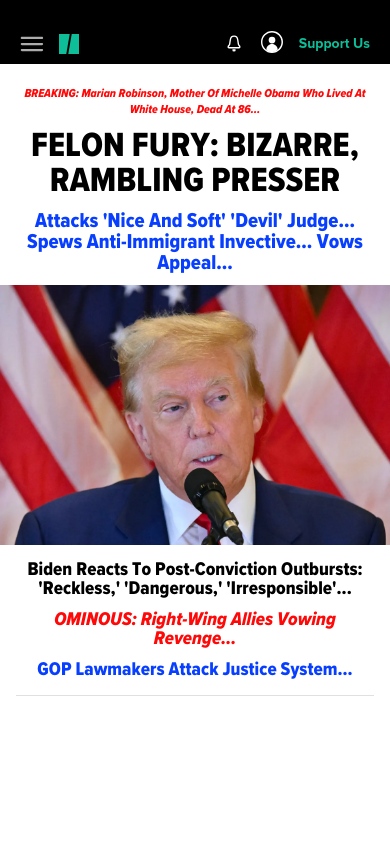 Support Us
BREAKING: Marian Robinson, Mother Of Michelle Obama Who Lived At
White House, Dead At 86...
FELON FURY: BIZARRE,
RAMBLING PRESSER
Attacks 'Nice And Soft' 'Devil' Judge...
Spews Anti-Immigrant Invective... Vows
Appeal...
Biden Reacts To Post-Conviction Outbursts:
'Reckless,' 'Dangerous,' 'Irresponsible'...
OMINOUS: Right-Wing Allies Vowing
Revenge...
GOP Lawmakers Attack Justice System...